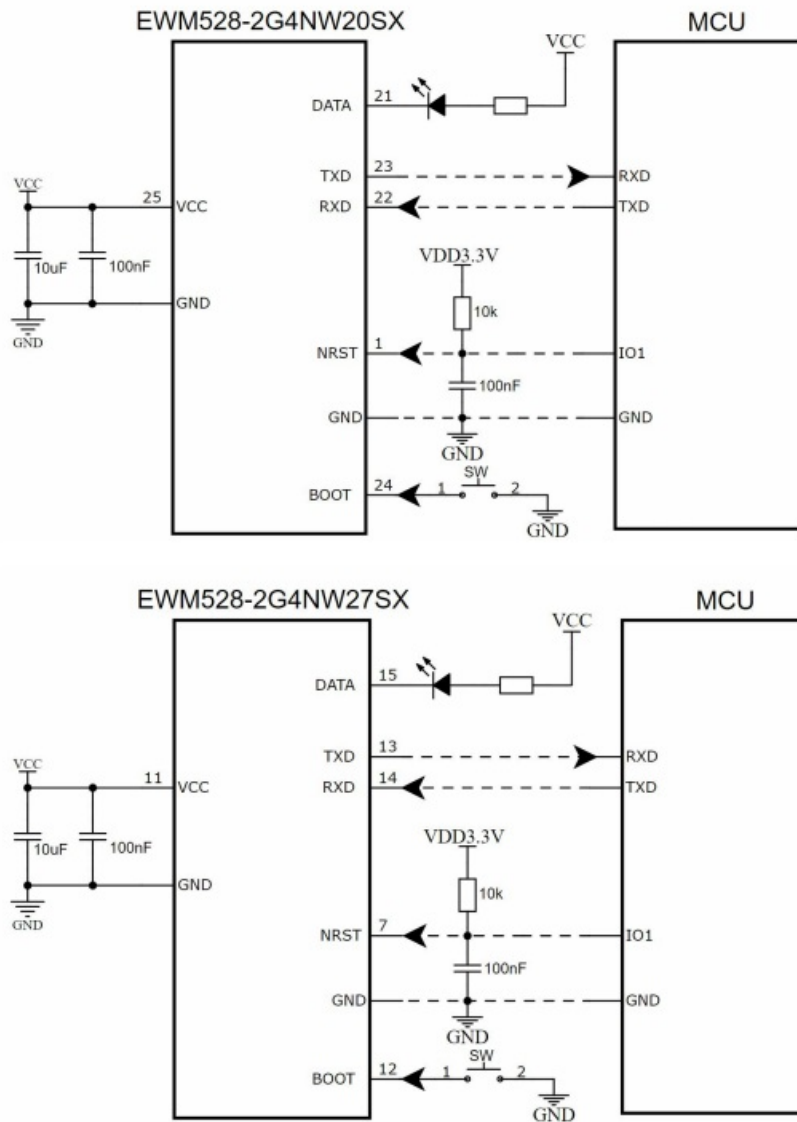 EWM528-2G4NW20SX MCU
VCC
21
DATA
23
TXD RXD
VCC
25 22
VCC RXD TXD
VDD3.3V
10uF 100nF
10k
GND
GND
1
NRST IO1
100nF
GND GND
GND
SW
24 1 2
BOOT
GND
EWM528-2G4NW27SX MCU
VCC
15
DATA
13
TXD RXD
VCC
11 14
VCC RXD TXD
VDD3.3V
10uF 100nF
10k
GND
GND
7
NRST IO1
100nF
GND GND
GND
SW
12 1 2
BOOT
GND